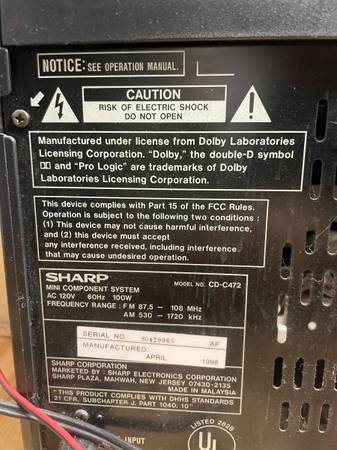 NOTICE: SEE OPERATION MANUAL.
CAUTION
RISK OF ELECTRIC SHOCK
DO NOT OPEN
Manufactured under license from Dolby Laboratories
Licensing Corporation. "Dolby," the double-D symbol
and "Pro Logic" are trademarks of Dolby
Laboratories Licensing Corporation.
This device complies with Part 15 of the FCC Rules.
Operation is subject to the following two conditions :
(1) This device may not cause harmful interference,
and (2) this device must accept
any interference received, including interference
that may cause undesired operation.
SHARP MODEL NO. CD-C472
MINI COMPONENT SYSTEM
AC 120V 60Hz 100W
FREQUENCY RANGE : FM 87.5 - 108 MHz
AM 530 - 1720 kHz
SERIAL NO. AF
MANUFACTURED: APRIL 1998
SHARP CORPORATION
MARKETED BY : SHARP ELECTRONICS CORPORATION
SHARP PLAZA, MAHWAH, NEW JERSEY 07430-2135
MADE IN MALAYSIA
"THIS PRODUCT COMPLIES WITH DHHS STANDARDS
21 CFR, SUBCHAPTER J. PART 1040. 10"
LISTED 282B
UL
INPUT